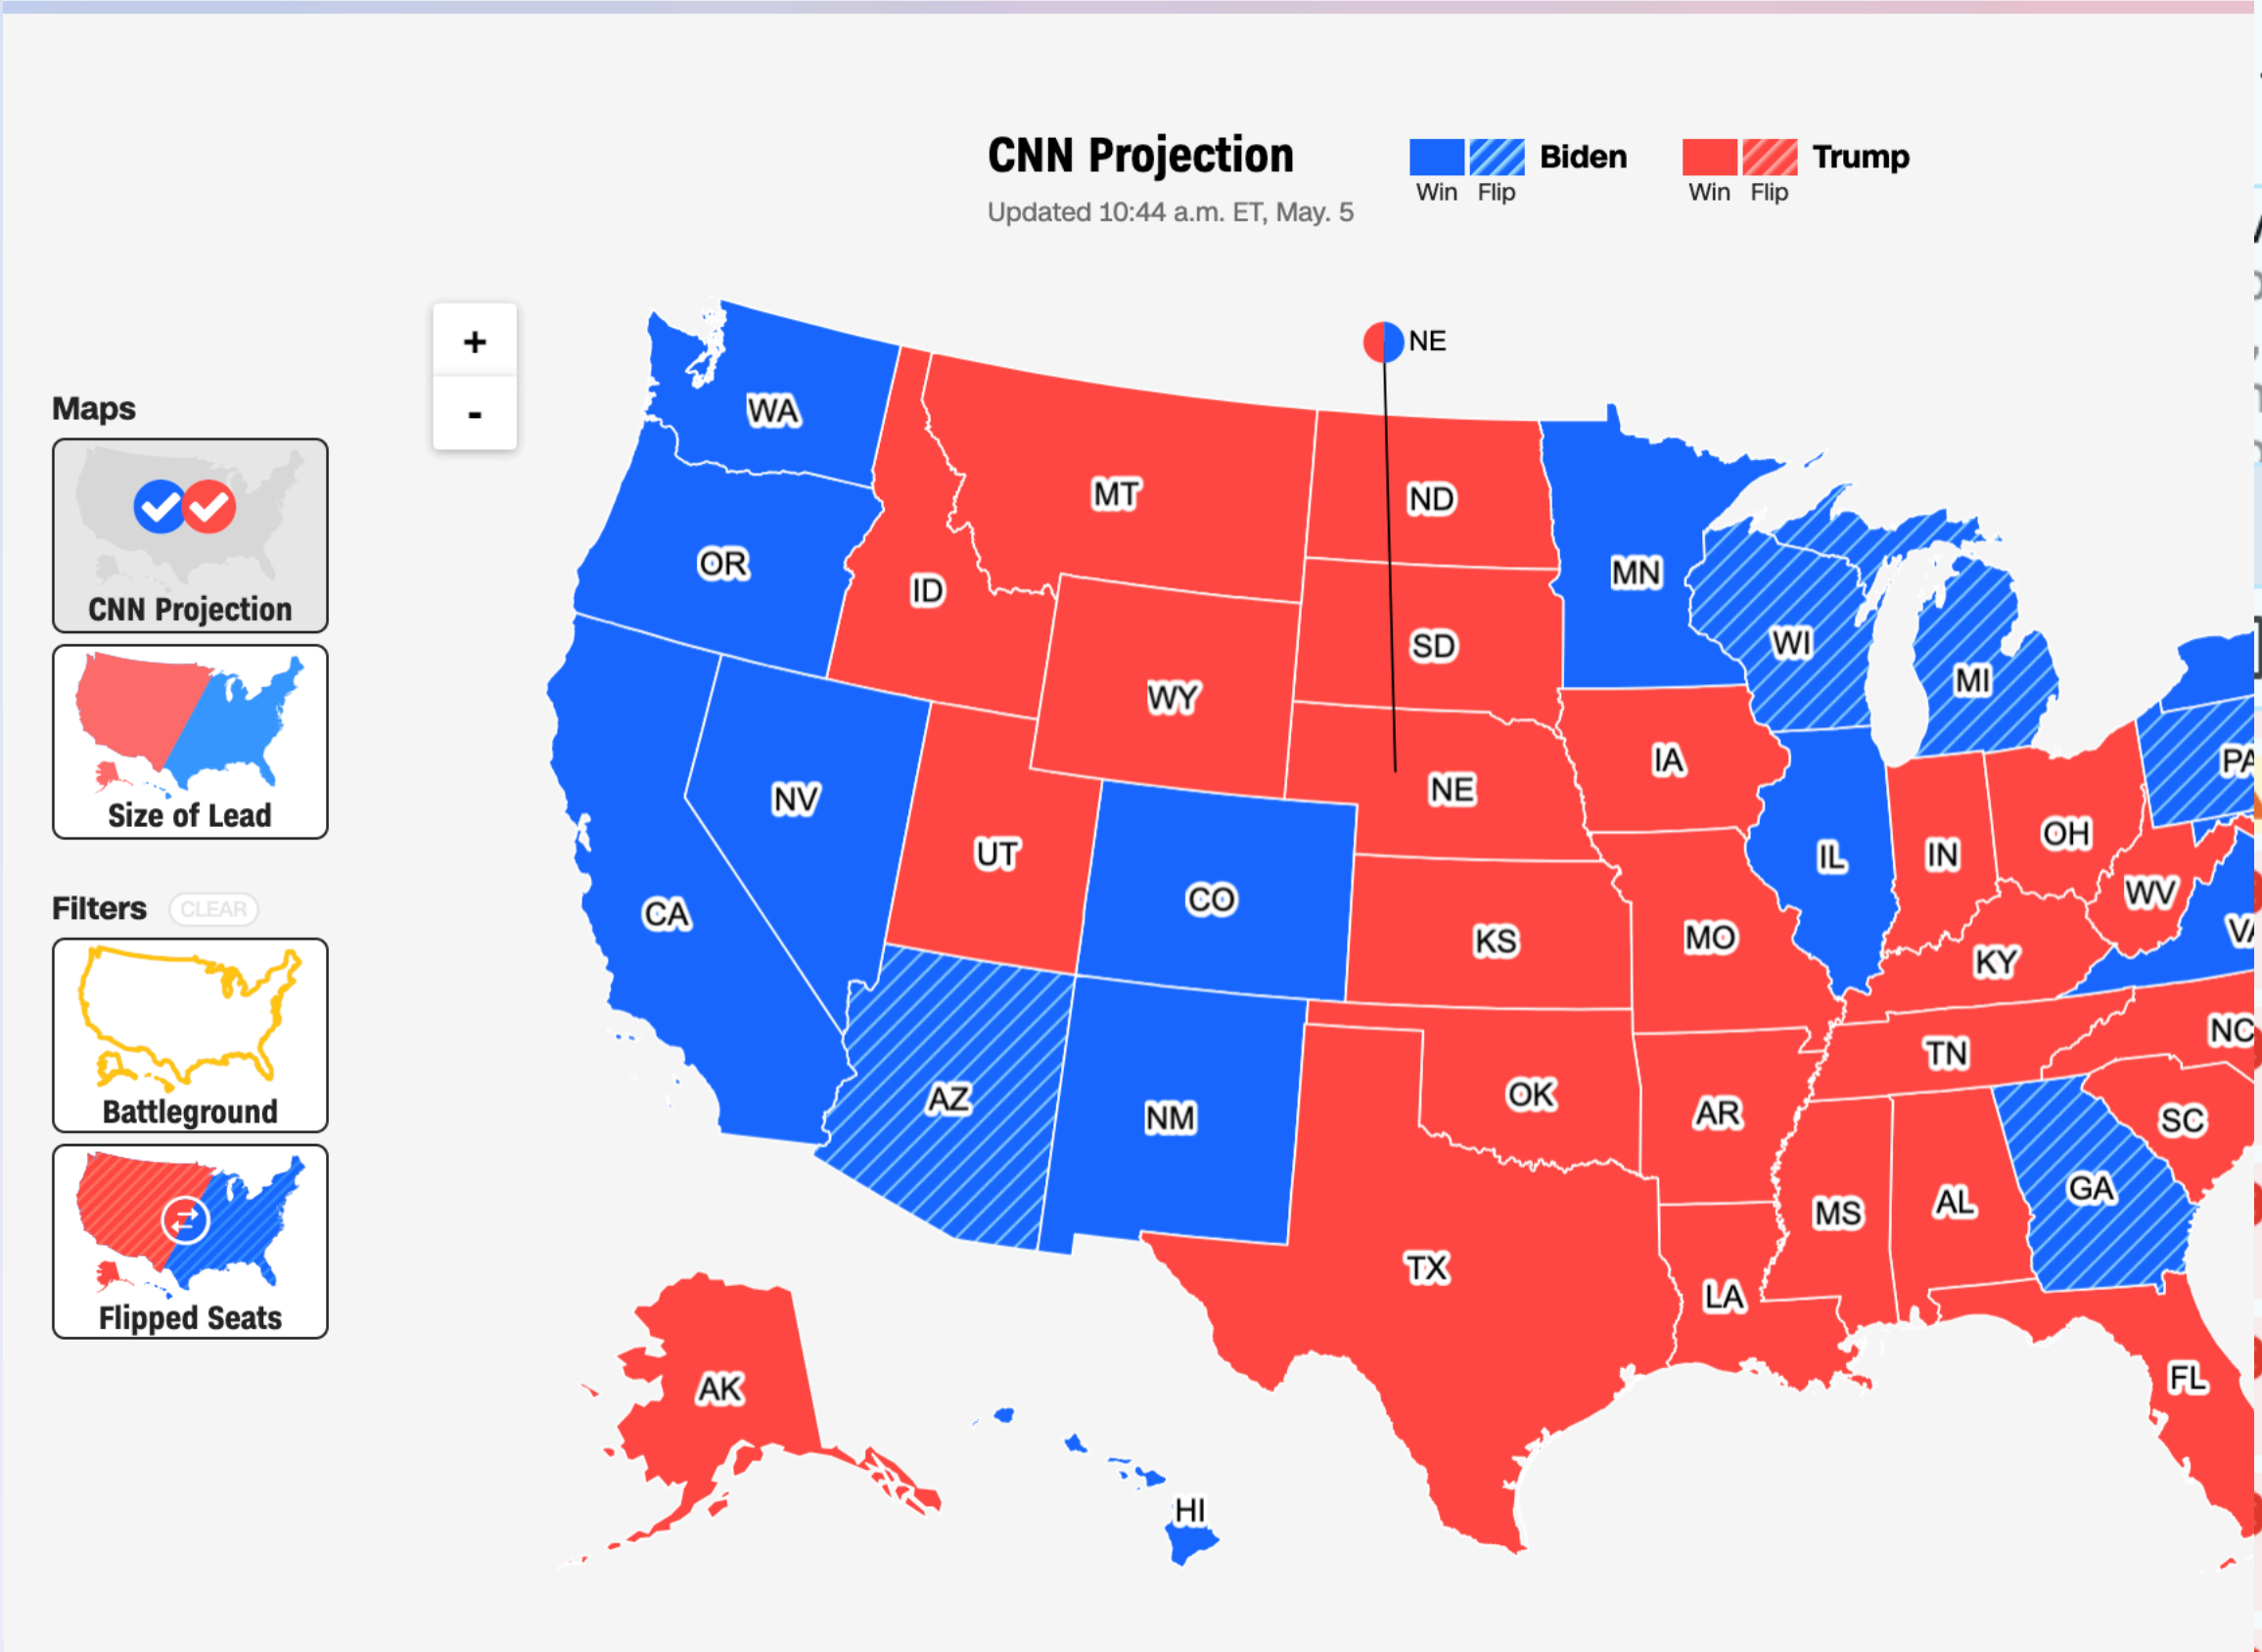 CNN Projection
Updated 10:44 a.m. ET, May. 5
Win Flip Biden
Win Flip Trump
+
-
Maps
CNN Projection
Size of Lead
Filters CLEAR
Battleground
Flipped Seats
NE
WA
MT
ND
OR
ID
MN
SD
WI
MI
WY
IA
NE
PA
NV
UT
CO
IL
IN
OH
WV
CA
KS
MO
KY
VA
NC
TN
AZ
NM
OK
AR
SC
MS
AL
GA
TX
LA
AK
FL
HI